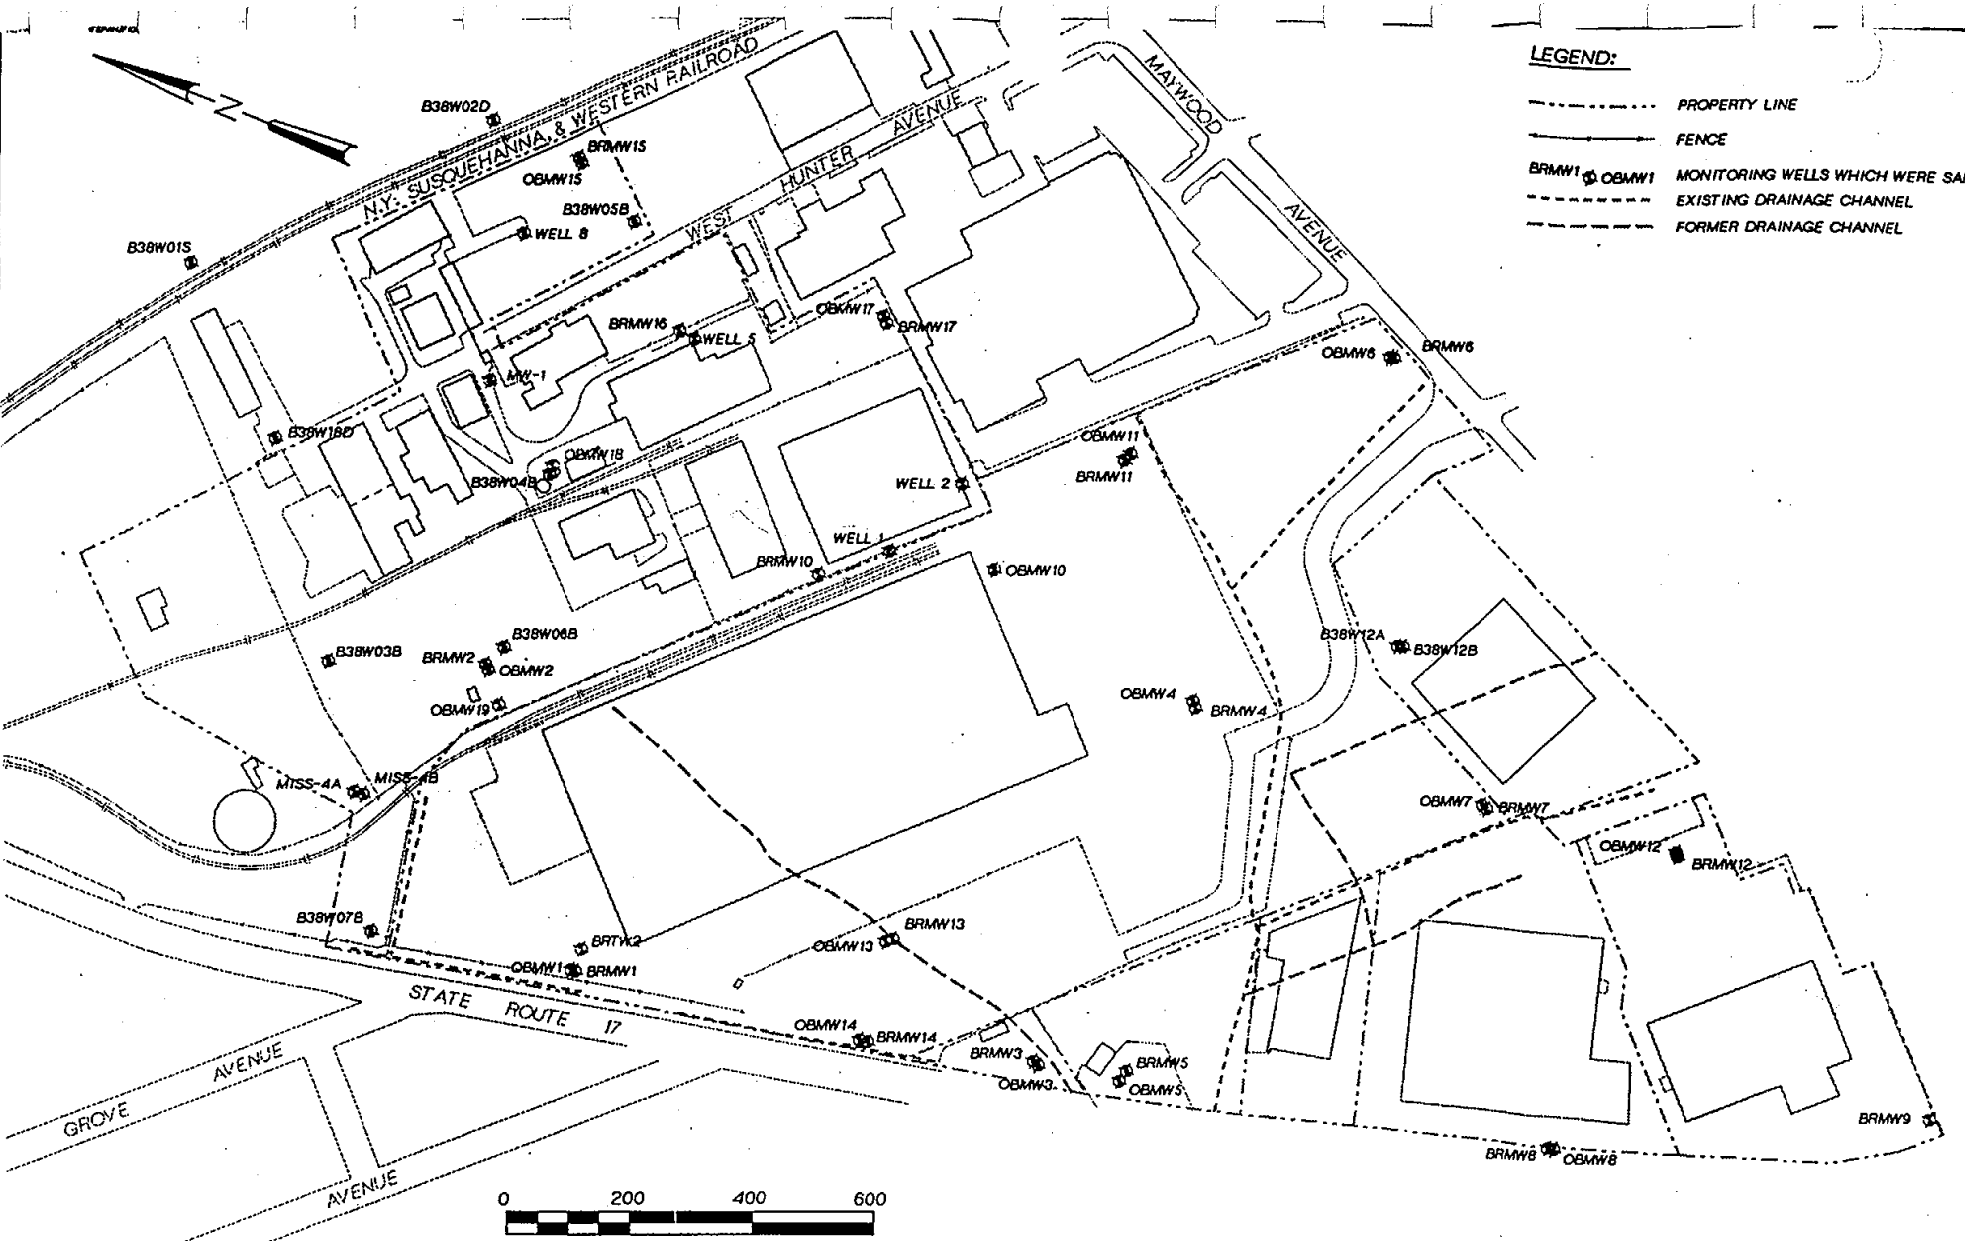 LEGEND:
PROPERTY LINE
FENCE
BRMW1 OBMW1 MONITORING WELLS WHICH WERE SA
EXISTING DRAINAGE CHANNEL
FORMER DRAINAGE CHANNEL
N
N.Y. SUSQUEHANNA, & WESTERN RAILROAD
MAYWOOD
AVENUE
WEST HUNTER AVENUE
B38W02D
BRMW15
OBMW15
B38W05B
WELL 8
B38W01S
BRMW16
WELL 5
OBMW17
BRMW17
OBMW6
BRMW6
MW-1
B38W18D
OBMW18
B38W04B
OBMW11
BRMW11
WELL 2
WELL 1
BRMW10
OBMW10
B38W06B
B38W03B
BRMW2
OBMW2
OBMW19
B38W12A
B38W12B
OBMW4
BRMW4
MISS-4A
MISS-4B
OBMW7
BRMW7
OBMW12
BRMW12
B38W07B
BRTW2
OBMW1
BRMW1
BRMW13
OBMW13
STATE ROUTE 17
OBMW14
BRMW14
BRMW3
OBMW3
BRMW5
OBMW5
GROVE AVENUE
AVENUE
BRMW9
BRMW8
OBMW8
0 200 400 600